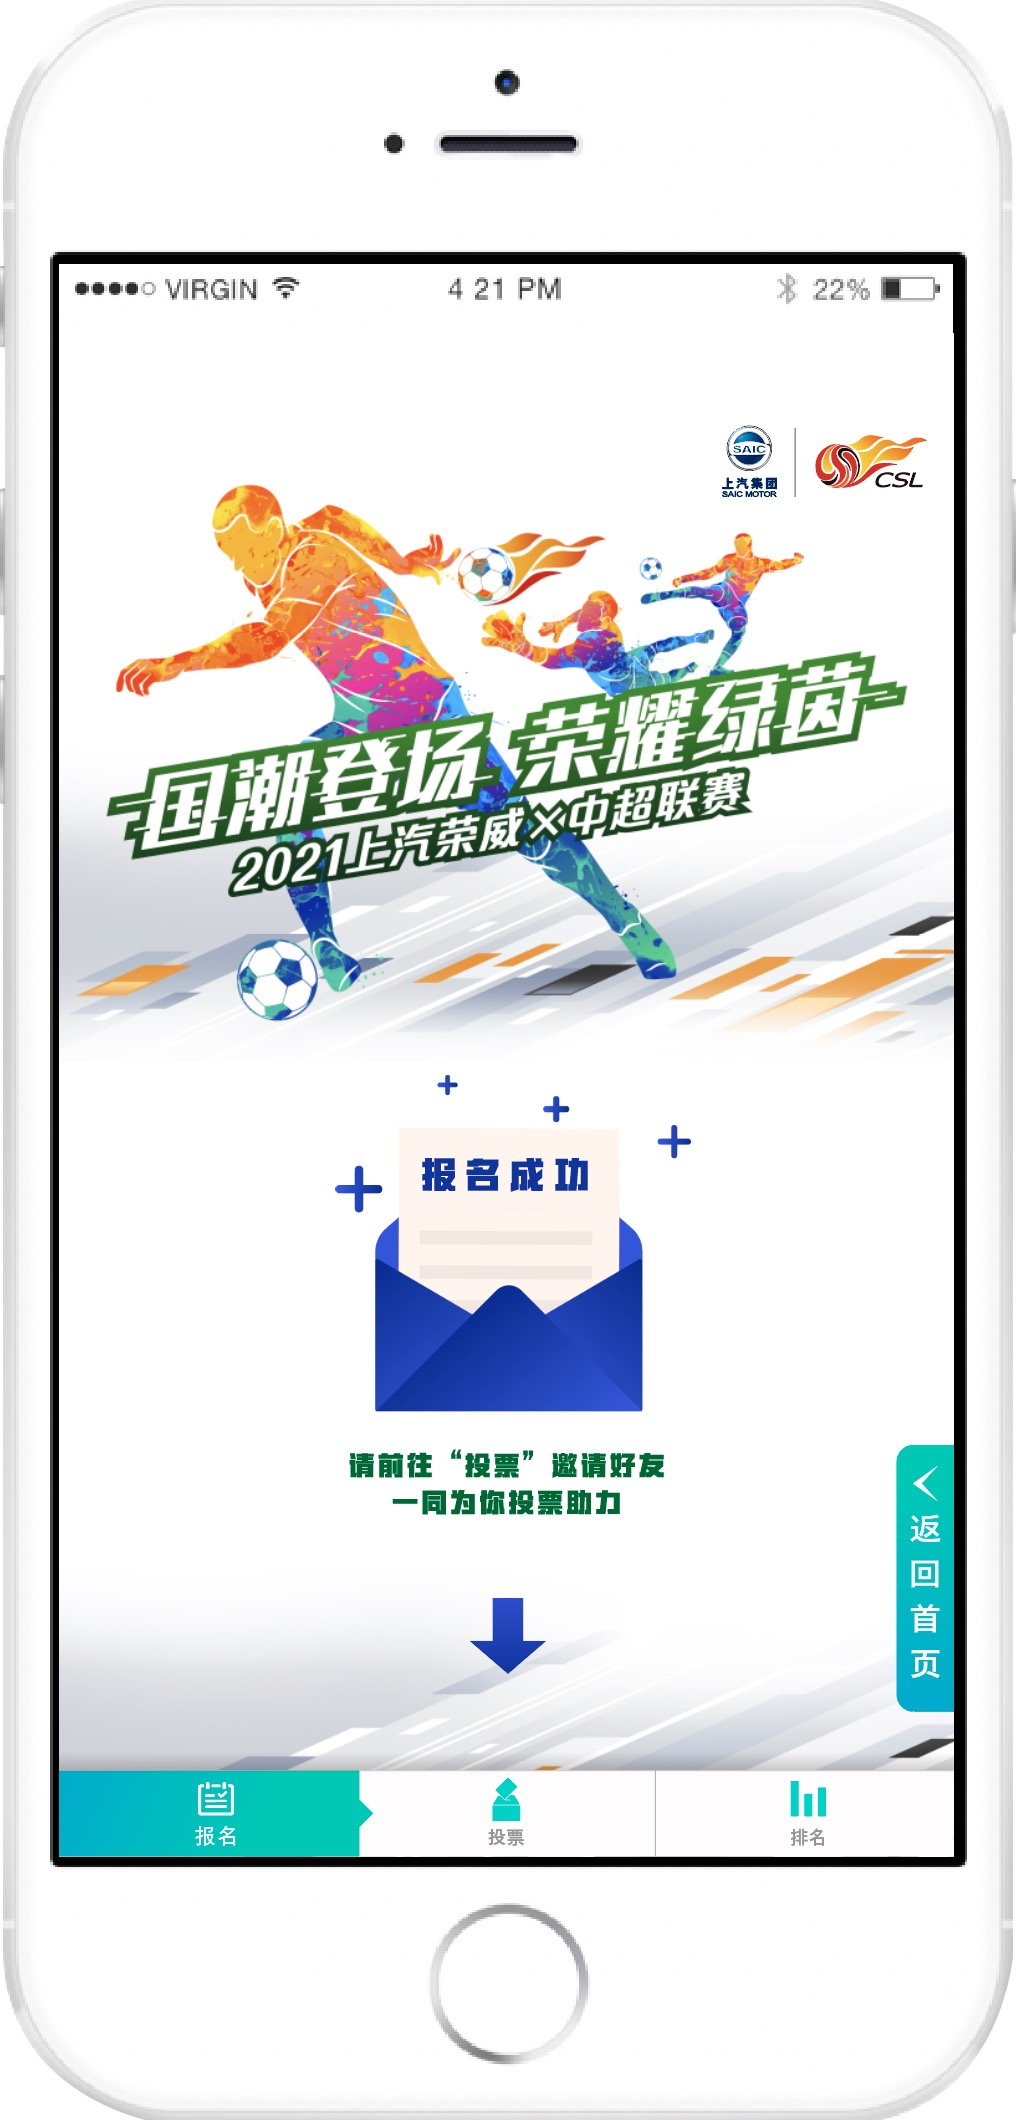 VIRGIN
4 21 PM
22%
SAIC
上汽集团
SAIC MOTOR
CSL
国潮登场 荣耀绿茵
2021上汽荣威×中超联赛
报名成功
请前往“投票”邀请好友
一同为你投票助力
返回首页
报名
投票
排名